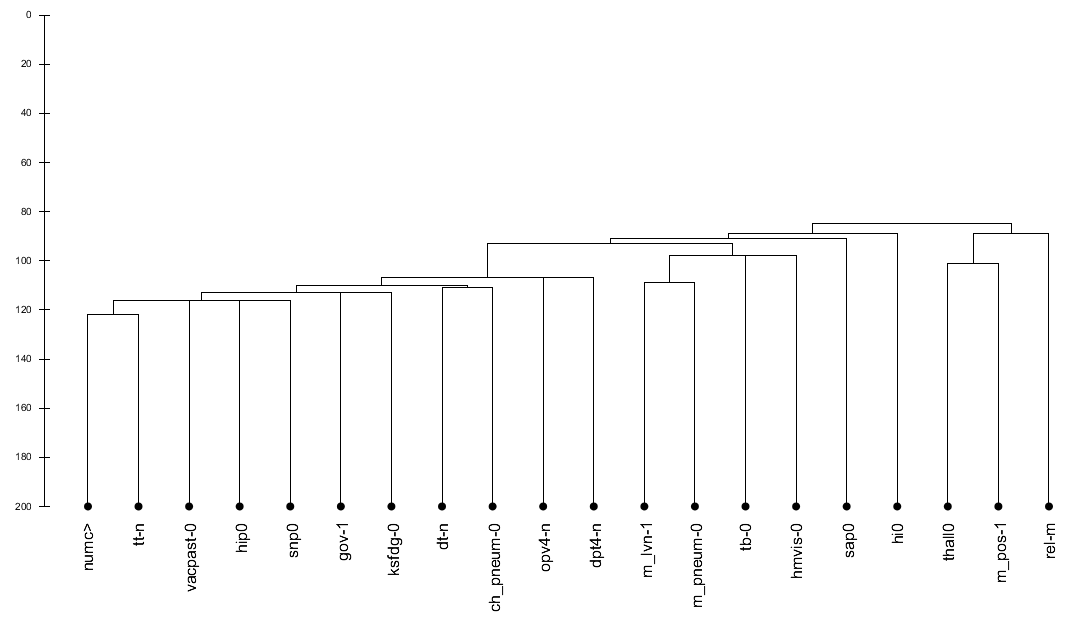 0
20
40
60
80
100
120
140
160
180
200
numc>
tt-n
vacpast-0
hip0
snp0
gov-1
ksfdg-0
dt-n
ch_pneum-0
opv4-n
dpt4-n
m_lvn-1
m_pneum-0
tb-0
hmvis-0
sap0
hi0
thall0
m_pos-1
rel-m